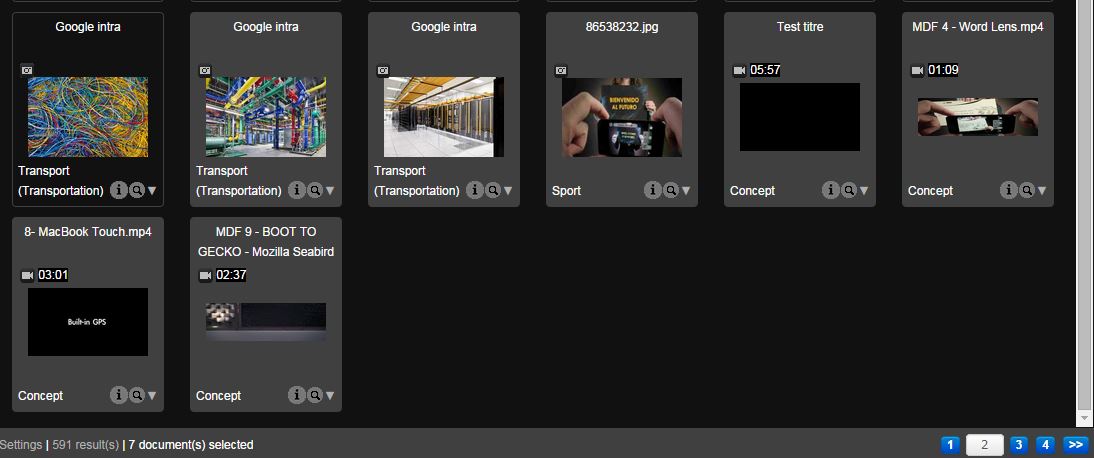 Google intra
Google intra
Google intra
86538232.jpg
Test titre
MDF 4 - Word Lens.mp4
05:57
01:09
BIENVENIDO
AL FUTURO
Transport
(Transportation)
Transport
(Transportation)
Transport
(Transportation)
Sport
Concept
Concept
8- MacBook Touch.mp4
MDF 9 - BOOT TO
GECKO - Mozilla Seabird
03:01
02:37
Built-in GPS
Concept
Concept
Settings | 591 result(s) | 7 document(s) selected
1 2 3 4 >>